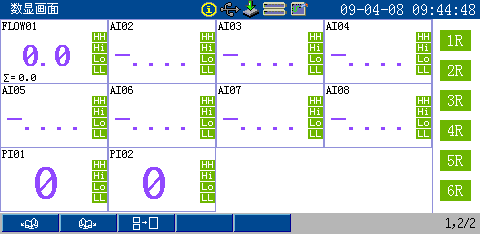 数显画面 09-04-08 09:44:48
FLOW01 AI02 AI03 AI04
0.0 -.... -.... -....
HH Hi Lo LL HH Hi Lo LL HH Hi Lo LL HH Hi Lo LL
Σ=0.0
AI05 AI06 AI07 AI08
-.... -.... -.... -....
HH Hi Lo LL HH Hi Lo LL HH Hi Lo LL HH Hi Lo LL
PI01 PI02
0 0
HH Hi Lo LL HH Hi Lo LL
1R
2R
3R
4R
5R
6R
1,2/2